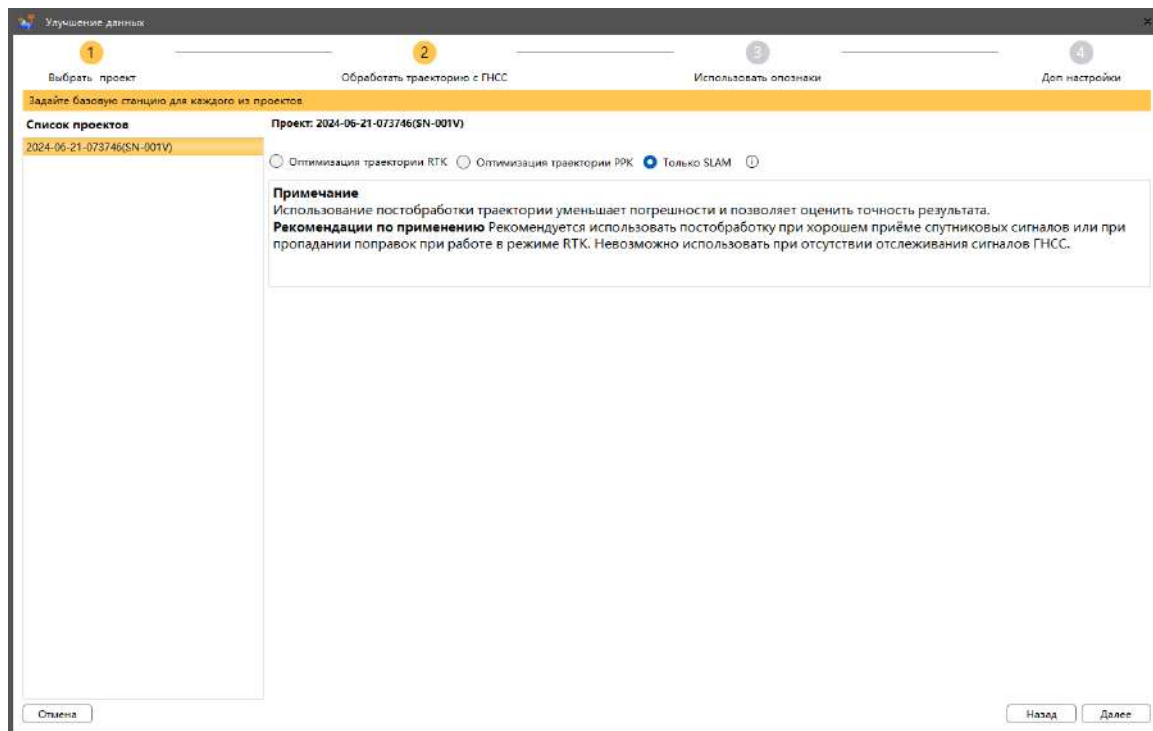 Улучшение данных
1
2
3
4
Выбрать проект
Обработать траекторию с ГНСС
Использовать опознаки
Доп настройки
Задайте базовую станцию для каждого из проектов
Список проектов
2024-06-21-073746(SN-001V)
Проект: 2024-06-21-073746(SN-001V)
Оптимизация траектории RTK
Оптимизация траектории PPK
Только SLAM
Примечание
Использование постобработки траектории уменьшает погрешности и позволяет оценить точность результата.
Рекомендации по применению Рекомендуется использовать постобработку при хорошем приёме спутниковых сигналов или при
пропадании поправок при работе в режиме RTK. Невозможно использовать при отсутствии отслеживания сигналов ГНСС.
Отмена
Назад
Далее